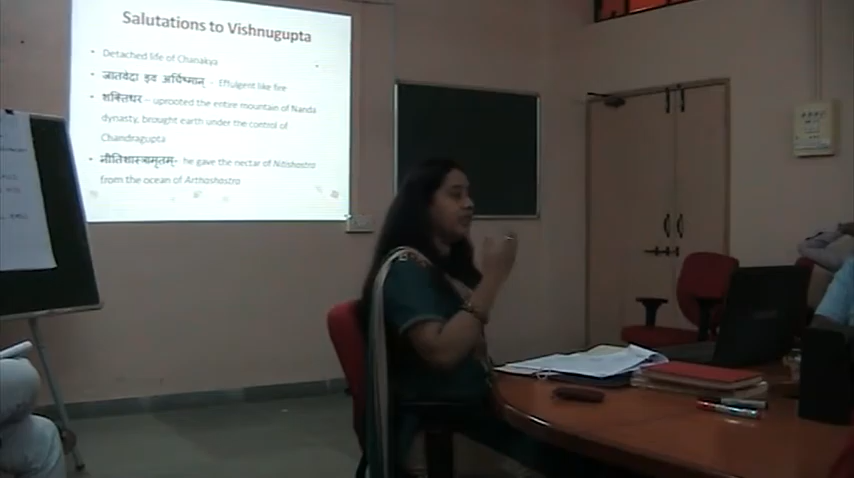 Salutations to Vishnugupta
• Detached life of Chanakya
• जातवेदा इव अर्चिष्मान् - Effulgent like fire
• शक्तिधर – uprooted the entire mountain of Nanda
dynasty, brought earth under the control of
Chandragupta
• नीतिशास्त्रामृतम्- he gave the nectar of Nitishastra
from the ocean of Arthashastra